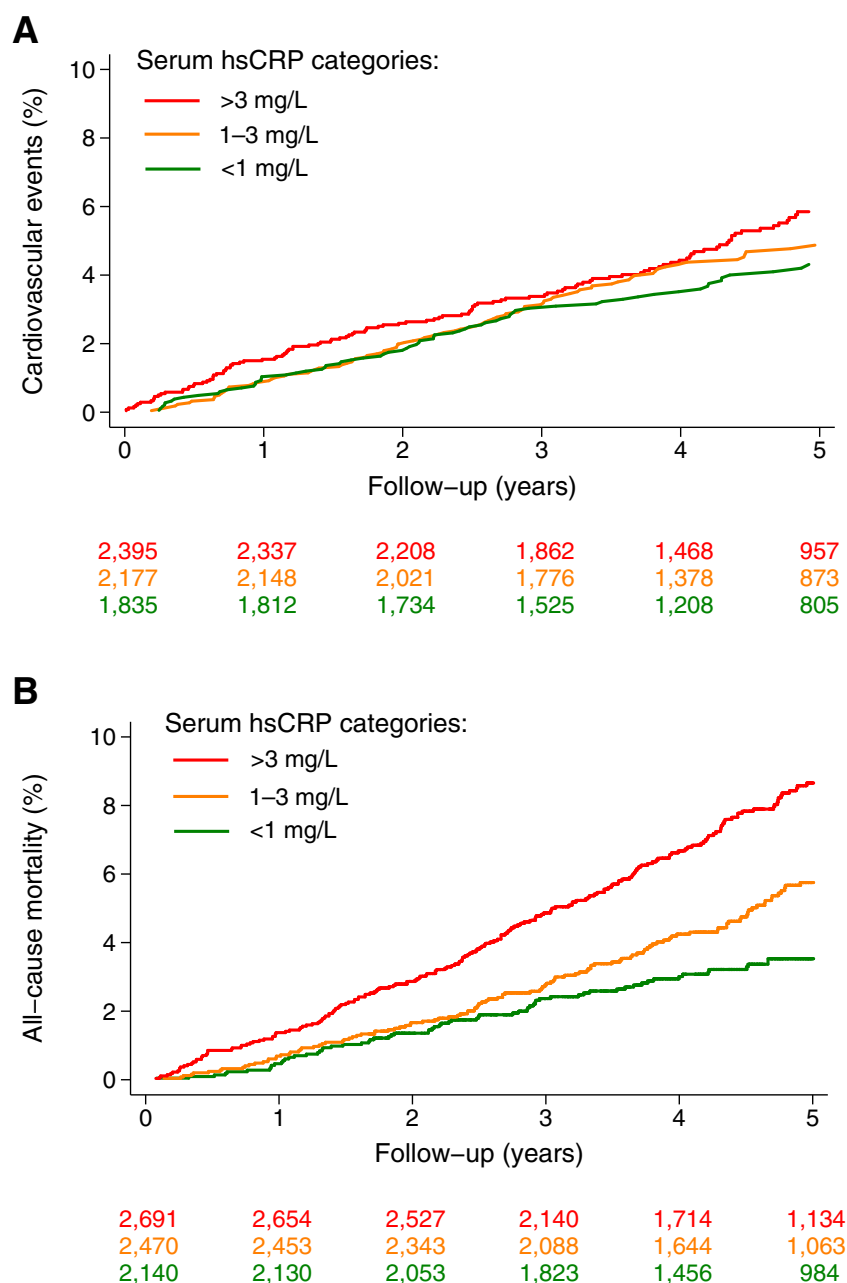 A
Serum hsCRP categories:
>3 mg/L
1–3 mg/L
<1 mg/L
Cardiovascular events (%)
10
8
6
4
2
0
0 1 2 3 4 5
Follow–up (years)
2,395 2,337 2,208 1,862 1,468 957
2,177 2,148 2,021 1,776 1,378 873
1,835 1,812 1,734 1,525 1,208 805
B
Serum hsCRP categories:
>3 mg/L
1–3 mg/L
<1 mg/L
All–cause mortality (%)
10
8
6
4
2
0
0 1 2 3 4 5
Follow–up (years)
2,691 2,654 2,527 2,140 1,714 1,134
2,470 2,453 2,343 2,088 1,644 1,063
2,140 2,130 2,053 1,823 1,456 984